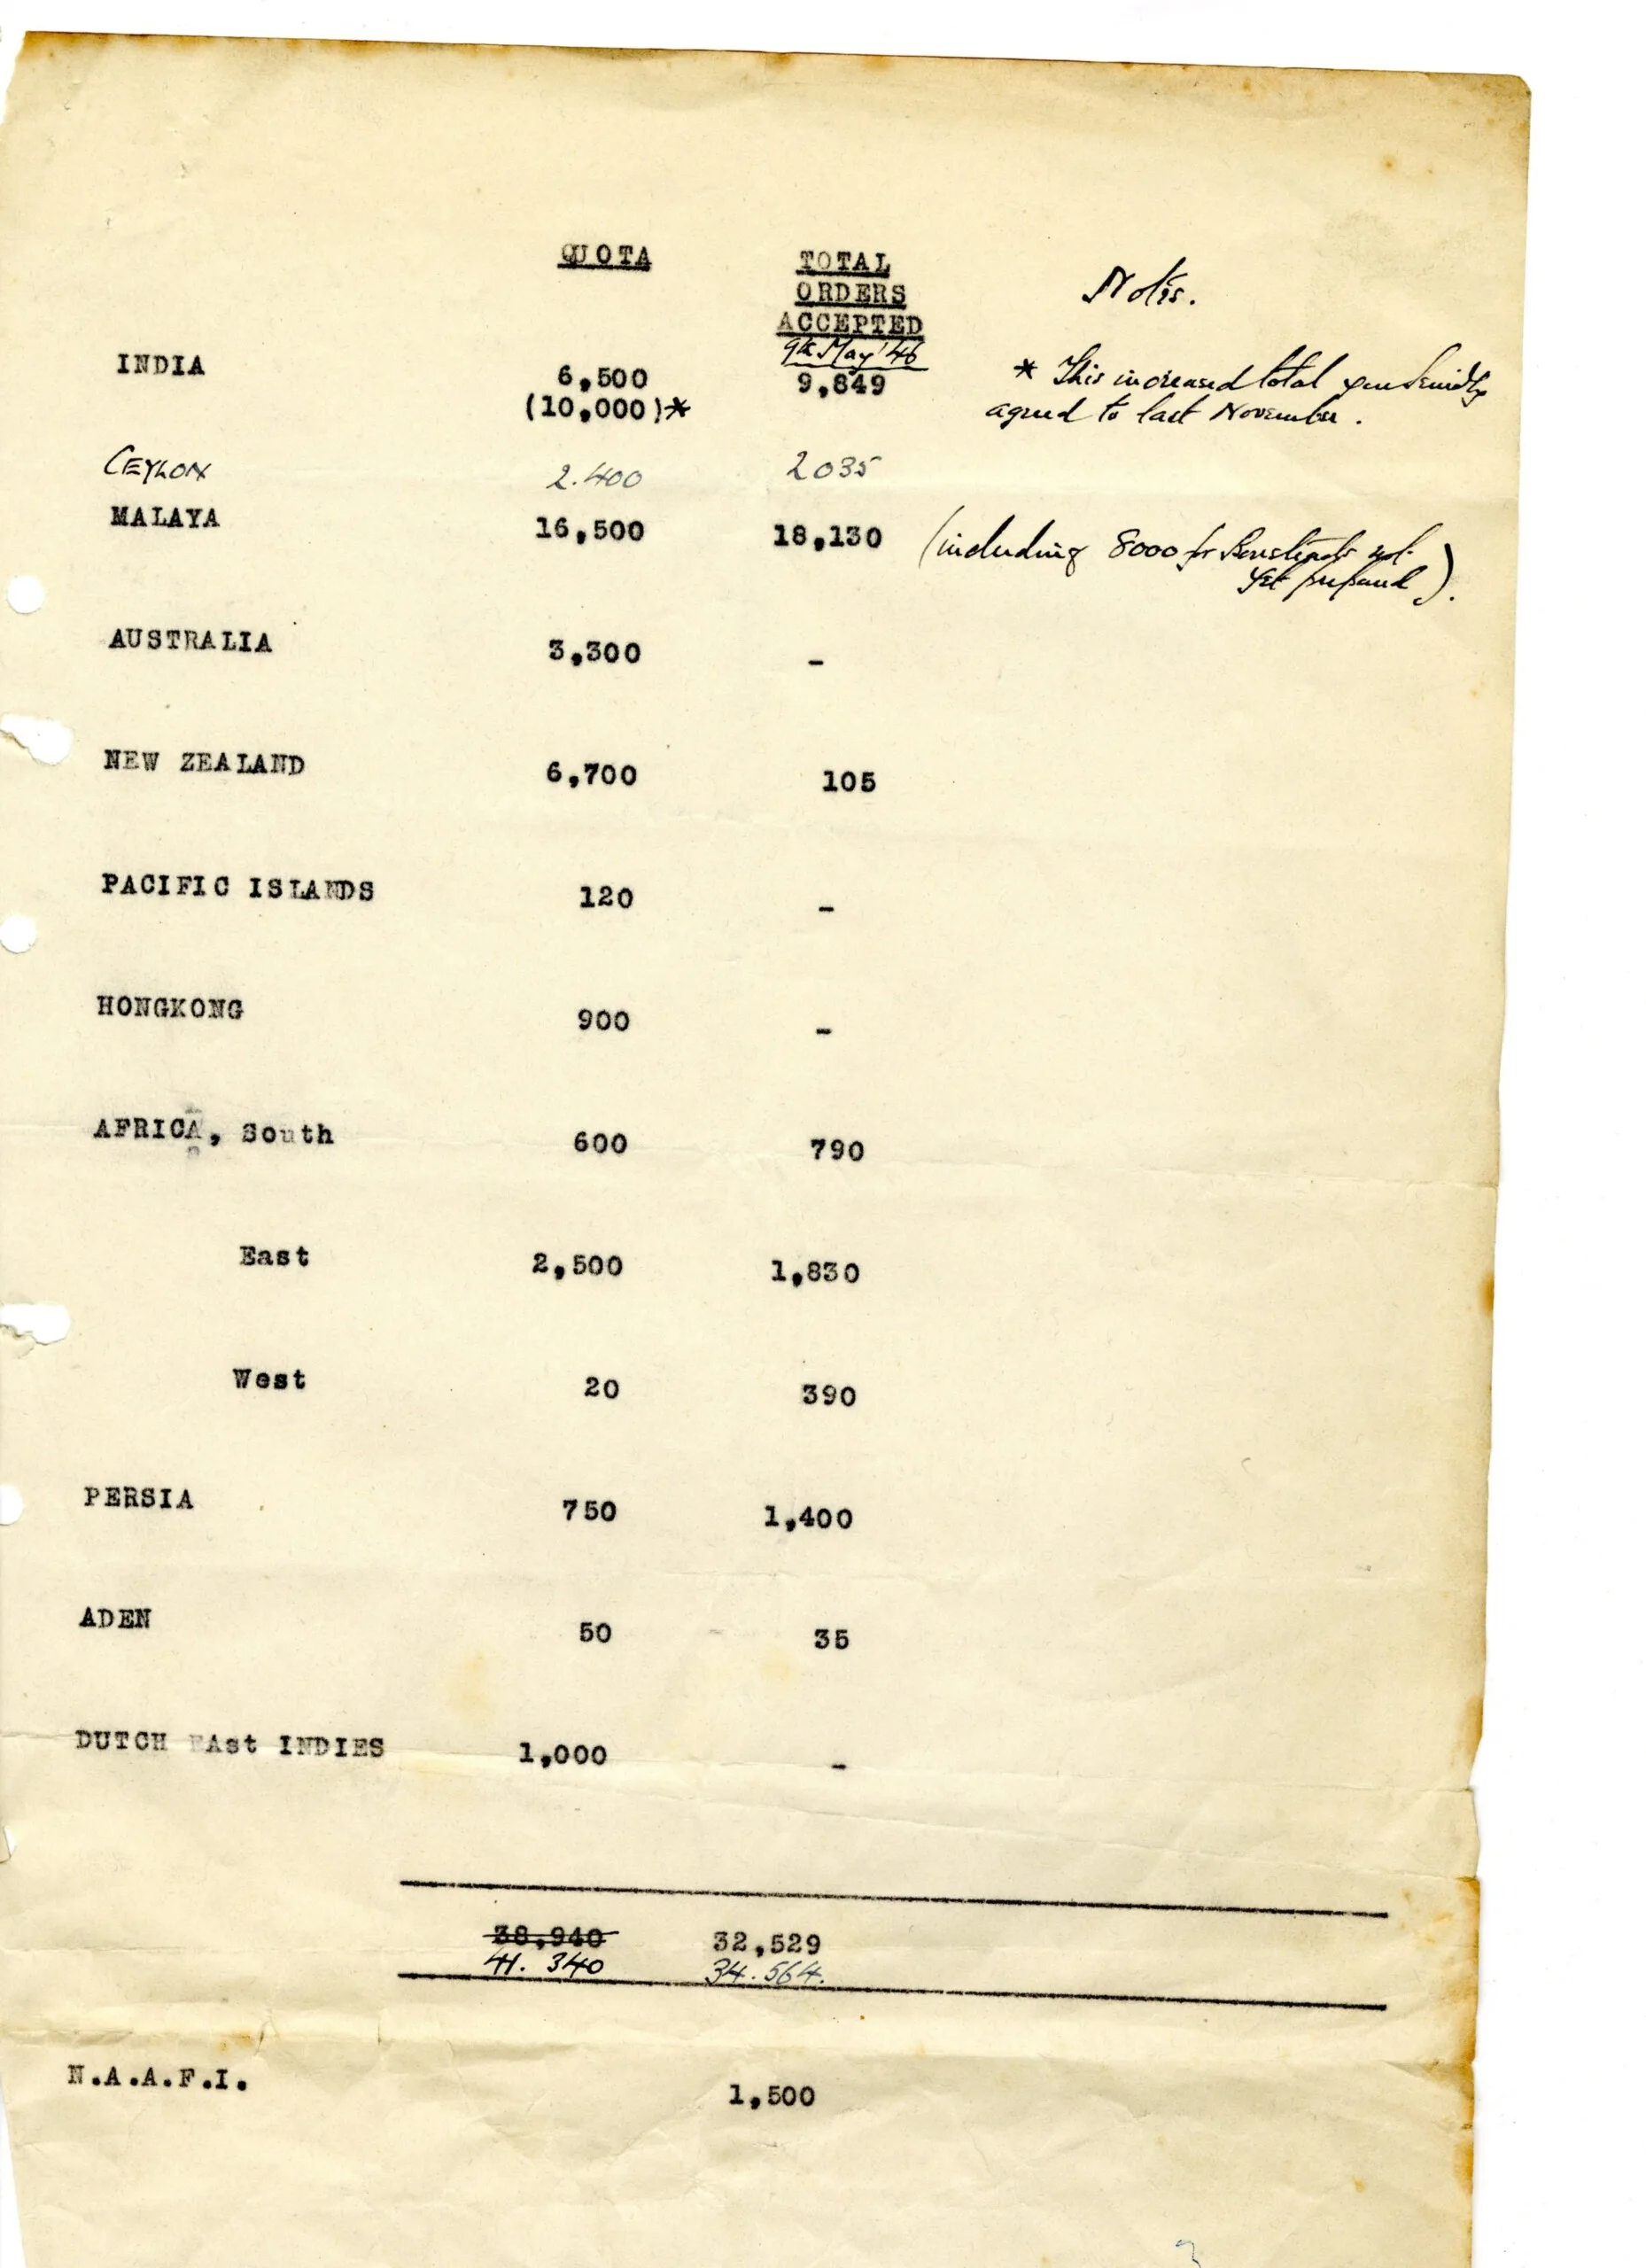 QUOTA TOTAL
ORDERS Notes.
ACCEPTED
9th May '46
INDIA 6,500 9,849 * This increased total you kindly
(10,000)* agreed to last November.
CEYLON 2.400 2035
MALAYA 16,500 18,130 (including 8000 for not
yet prepared).
AUSTRALIA 3,300 -
NEW ZEALAND 6,700 105
PACIFIC ISLANDS 120 -
HONGKONG 900 -
AFRICA, South 600 790
East 2,500 1,830
West 20 390
PERSIA 750 1,400
ADEN 50 35
DUTCH EAst INDIES 1,000 -
38,940 32,529
41. 340 34.564.
N.A.A.F.I. 1,500